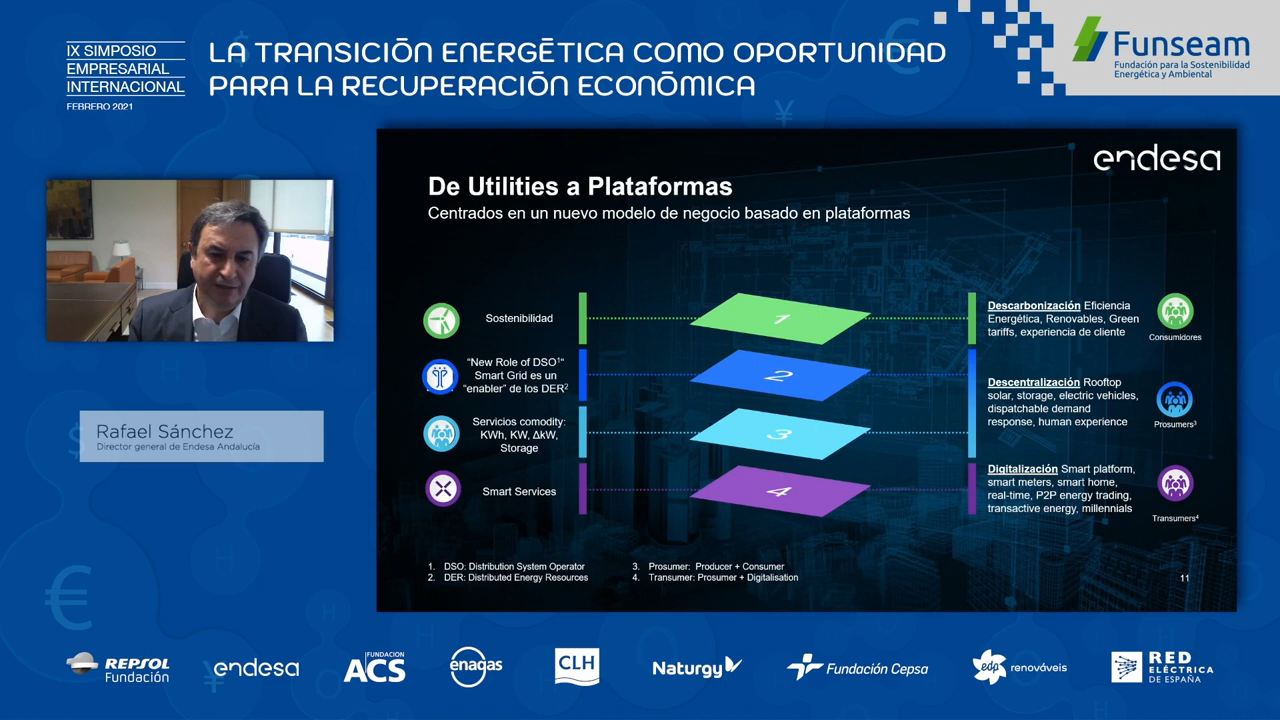 IX SIMPOSIO
EMPRESARIAL
INTERNACIONAL
FEBRERO 2021
LA TRANSICIÓN ENERGÉTICA COMO OPORTUNIDAD
PARA LA RECUPERACIÓN ECONÓMICA
Funseam
Fundación para la Sostenibilidad
Energética y Ambiental
endesa
De Utilities a Plataformas
Centrados en un nuevo modelo de negocio basado en plataformas
Sostenibilidad
1
Descarbonización Eficiencia
Energética, Renovables, Green
tariffs, experiencia de cliente
Consumidores
“New Role of DSO¹“
Smart Grid es un
“enabler” de los DER²
2
Descentralización Rooftop
solar, storage, electric vehicles,
dispatchable demand
response, human experience
Prosumers³
Servicios comodity:
KWh, KW, ΔkW,
Storage
3
Smart Services
4
Digitalización Smart platform,
smart meters, smart home,
real-time, P2P energy trading,
transactive energy, millennials
Transumers⁴
1. DSO: Distribution System Operator
2. DER: Distributed Energy Resources
3. Prosumer: Producer + Consumer
4. Transumer: Prosumer + Digitalisation
11
Rafael Sánchez
Director general de Endesa Andalucía
REPSOL
Fundación
endesa
FUNDACION
ACS
enagas
CLH
Naturgy
Fundación Cepsa
edp
renováveis
RED
ELÉCTRICA
DE ESPAÑA